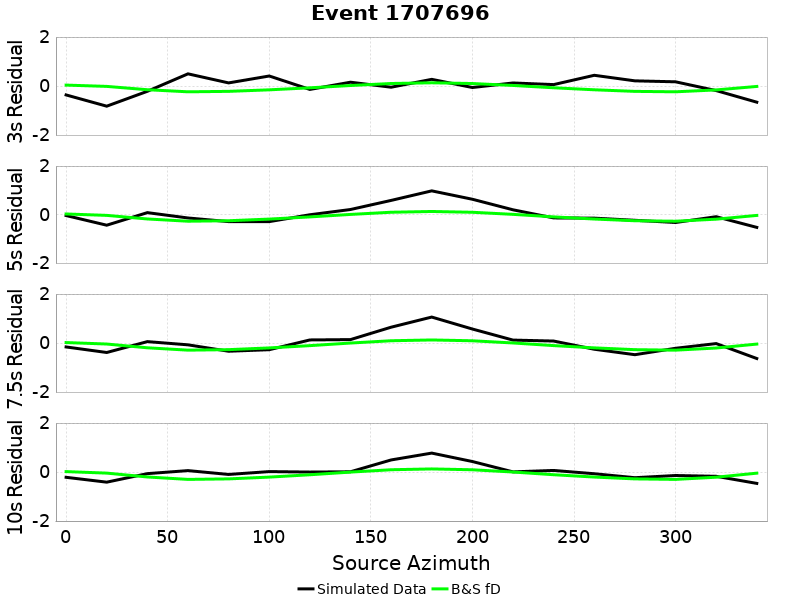 Event 1707696
3s Residual
2
0
-2
5s Residual
2
0
-2
7.5s Residual
2
0
-2
10s Residual
2
0
-2
0 50 100 150 200 250 300
Source Azimuth
Simulated Data B&S fD